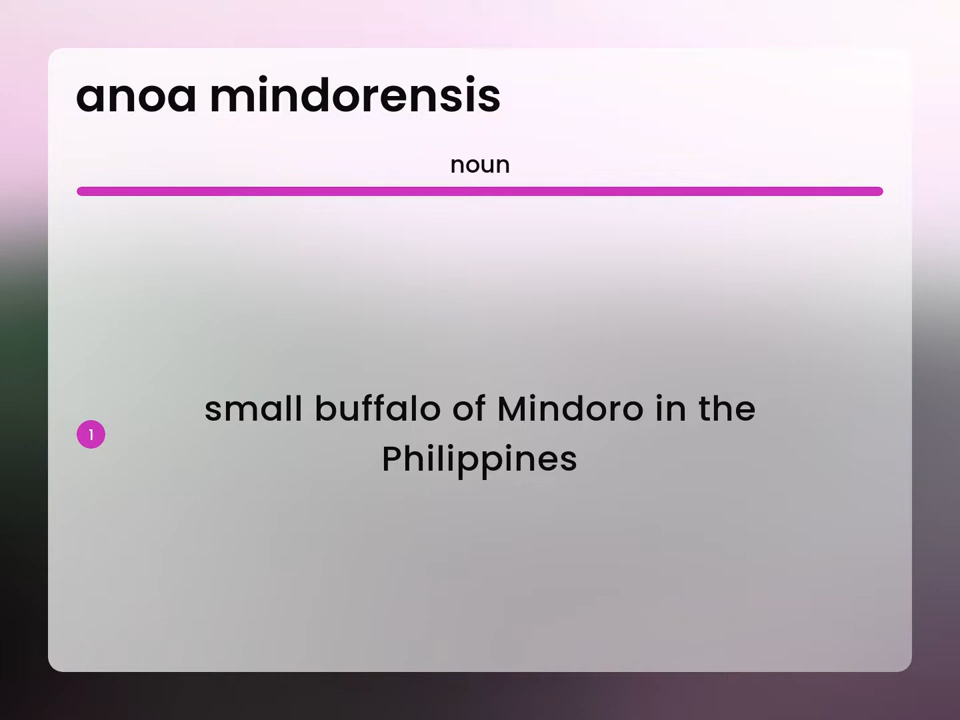 anoa mindorensis
noun
small buffalo of Mindoro in the
1
Philippines